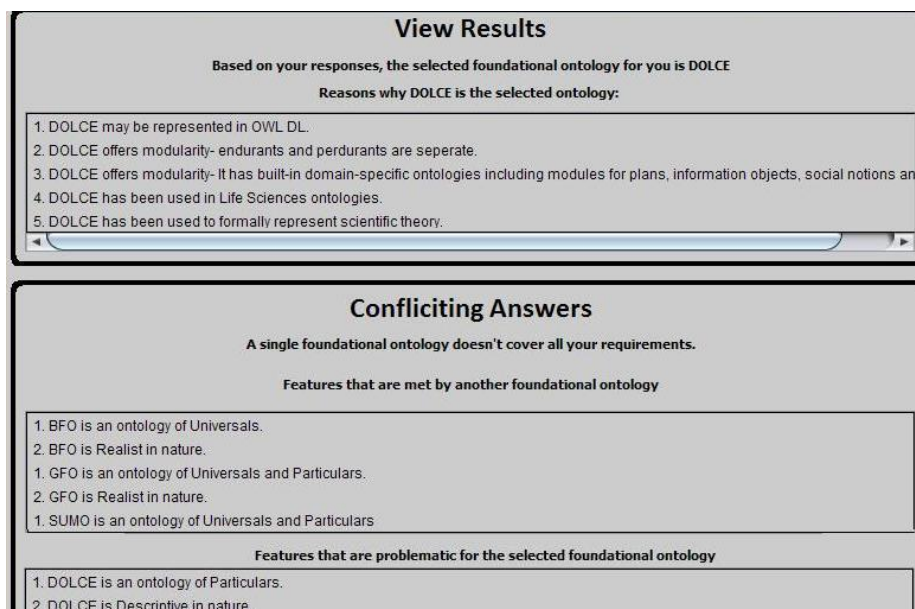 View Results
Based on your responses, the selected foundational ontology for you is DOLCE
Reasons why DOLCE is the selected ontology:
1. DOLCE may be represented in OWL DL.
2. DOLCE offers modularity- endurants and perdurants are seperate.
3. DOLCE offers modularity- It has built-in domain-specific ontologies including modules for plans, information objects, social notions an
4. DOLCE has been used in Life Sciences ontologies.
5. DOLCE has been used to formally represent scientific theory.
Confliciting Answers
A single foundational ontology doesn't cover all your requirements.
Features that are met by another foundational ontology
1. BFO is an ontology of Universals.
2. BFO is Realist in nature.
1. GFO is an ontology of Universals and Particulars.
2. GFO is Realist in nature.
1. SUMO is an ontology of Universals and Particulars
Features that are problematic for the selected foundational ontology
1. DOLCE is an ontology of Particulars.
2. DOLCE is Descriptive in nature